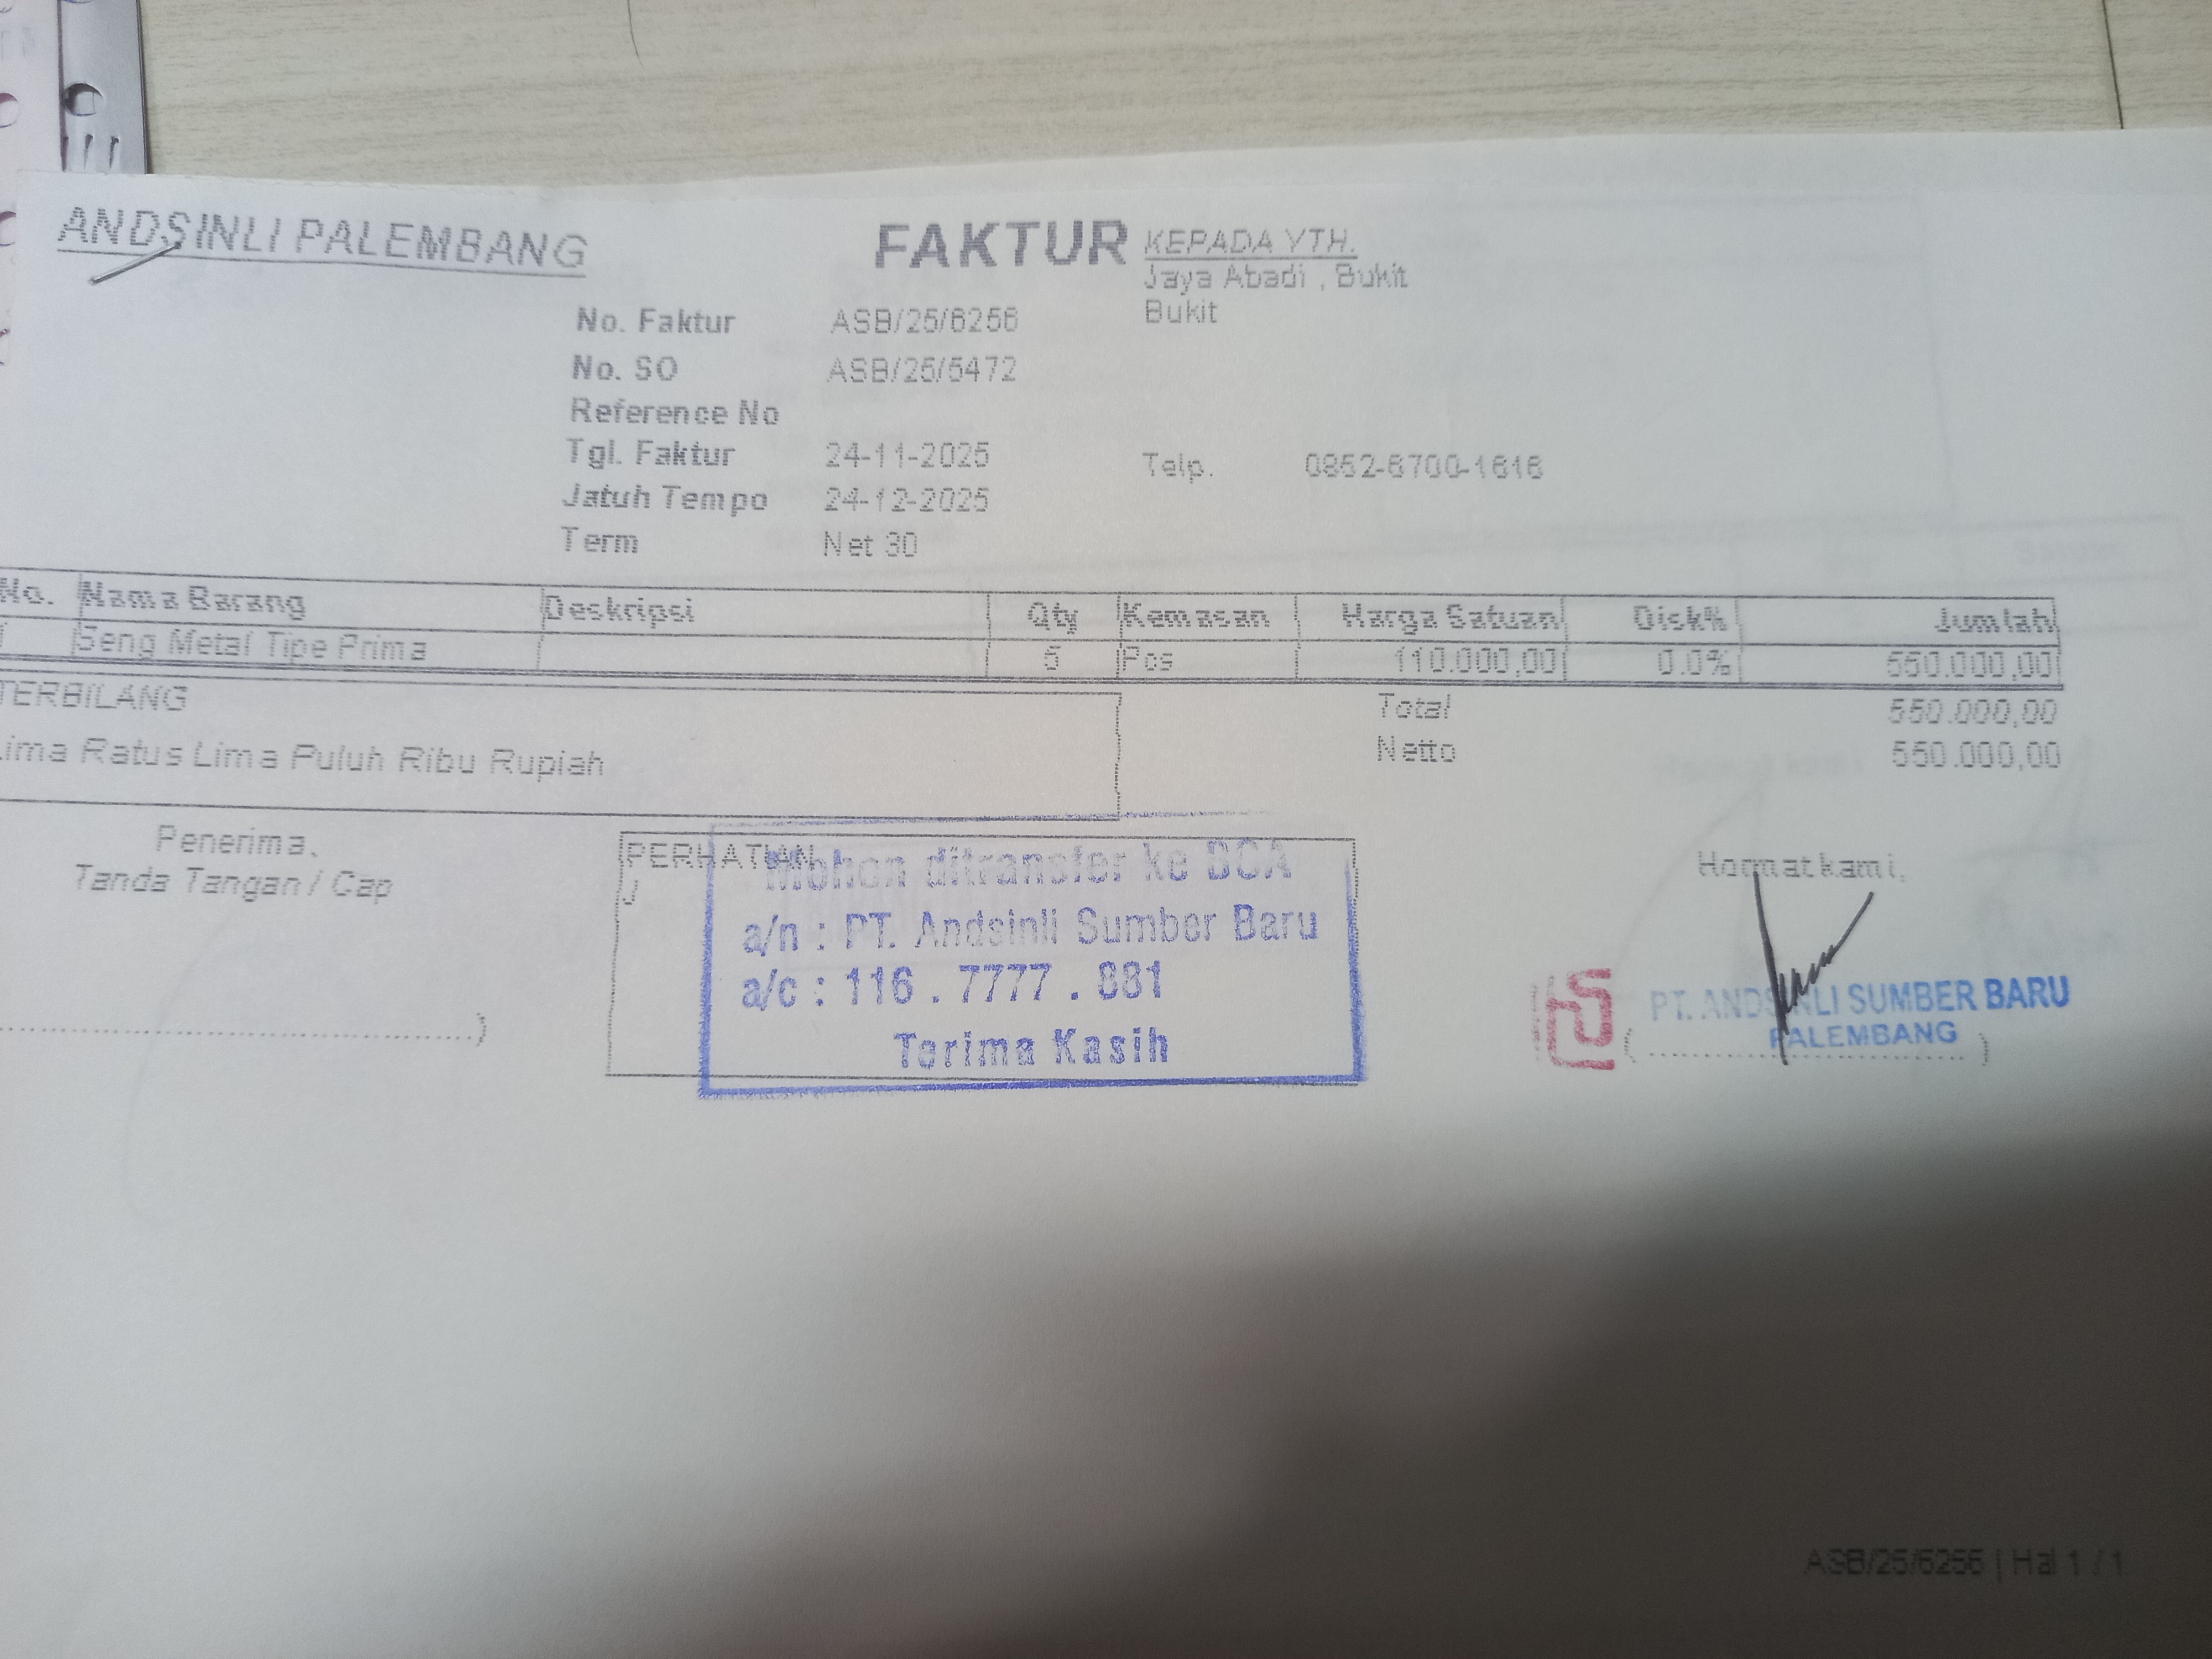 ANDSINLI PALEMBANG
FAKTUR
KEPADA YTH.
Jaya Abadi , Bukit
Bukit
No. Faktur ASB/25/6256
No. SO ASB/25/5472
Reference No
Tgl. Faktur 24-11-2025
Telp. 0852-6700-1616
Jatuh Tempo 24-12-2025
Term Net 30
No. Nama Barang Deskripsi Qty Kemasan Harga Satuan Disk% Jumlah
1 Seng Metal Tipe Prima 5 Pcs 110.000,00 0.0% 550.000,00
TERBILANG
Total 550.000,00
Lima Ratus Lima Puluh Ribu Rupiah
Netto 550.000,00
Penerima,
Tanda Tangan / Cap
PERHATIAN
J
Mohon ditransfer ke BCA
a/n : PT. Andsinli Sumber Baru
a/c : 116 . 7777 . 881
Terima Kasih
Hormat kami,
PT. ANDSINLI SUMBER BARU
PALEMBANG
ASB/25/6256 | Hal 1 / 1